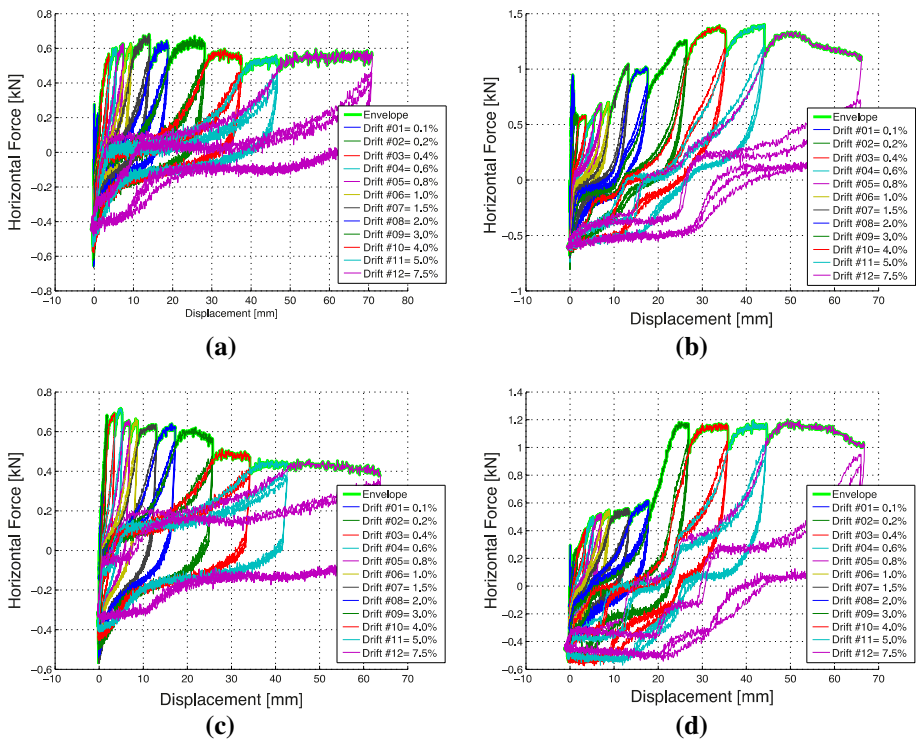 0.8
0.6
0.4
0.2
0
0.2
0.4
0.6
0.8
−10 0 10 20 30 40 50 60 70 80
Horizontal Force [kN]
Displacement [mm]
Envelope
Drift #01= 0.1%
Drift #02= 0.2%
Drift #03= 0.4%
Drift #04= 0.6%
Drift #05= 0.8%
Drift #06= 1.0%
Drift #07= 1.5%
Drift #08= 2.0%
Drift #09= 3.0%
Drift #10= 4.0%
Drift #11= 5.0%
Drift #12= 7.5%
(a)
1.5
1
0.5
0
−0.5
−1
−10 0 10 20 30 40 50 60 70
Horizontal Force [kN]
Displacement [mm]
Envelope
Drift #01= 0.1%
Drift #02= 0.2%
Drift #03= 0.4%
Drift #04= 0.6%
Drift #05= 0.8%
Drift #06= 1.0%
Drift #07= 1.5%
Drift #08= 2.0%
Drift #09= 3.0%
Drift #10= 4.0%
Drift #11= 5.0%
Drift #12= 7.5%
(b)
0.8
0.6
0.4
0.2
0
−0.2
−0.4
−0.6
−10 0 10 20 30 40 50 60 70
Horizontal Force [kN]
Displacement [mm]
Envelope
Drift #01= 0.1%
Drift #02= 0.2%
Drift #03= 0.4%
Drift #04= 0.6%
Drift #05= 0.8%
Drift #06= 1.0%
Drift #07= 1.5%
Drift #08= 2.0%
Drift #09= 3.0%
Drift #10= 4.0%
Drift #11= 5.0%
Drift #12= 7.5%
(c)
1.4
1.2
1
0.8
0.6
0.4
0.2
0
−0.2
−0.4
−0.6
−10 0 10 20 30 40 50 60 70
Horizontal Force [kN]
Displacement [mm]
Envelope
Drift #01= 0.1%
Drift #02= 0.2%
Drift #03= 0.4%
Drift #04= 0.6%
Drift #05= 0.8%
Drift #06= 1.0%
Drift #07= 1.5%
Drift #08= 2.0%
Drift #09= 3.0%
Drift #10= 4.0%
Drift #11= 5.0%
Drift #12= 7.5%
(d)